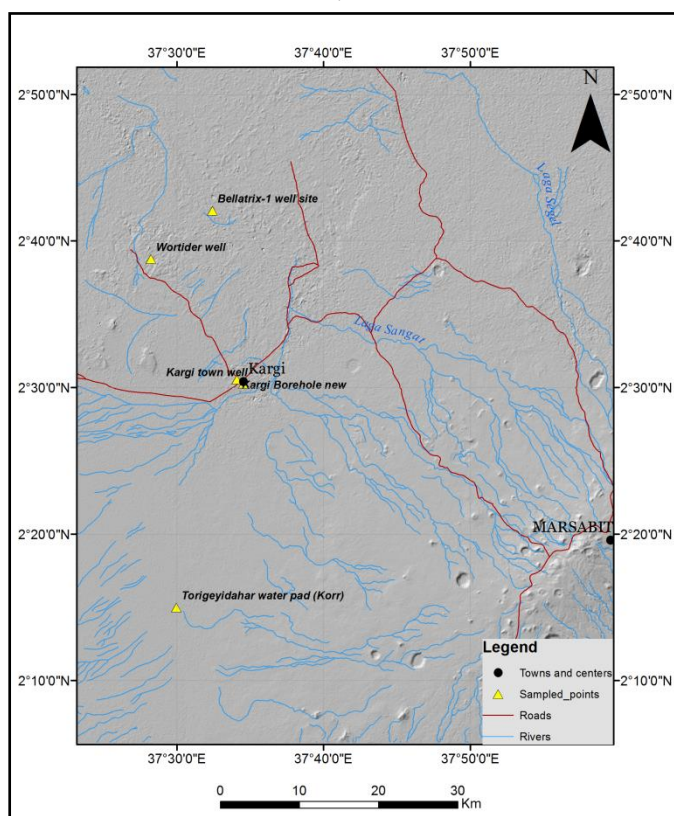 37°30'0"E 37°40'0"E 37°50'0"E
N
2°50'0"N 2°50'0"N
Laga Segel
Bellatrix-1 well site
2°40'0"N 2°40'0"N
Wortider well
Laga Sangat
Kargi town well Kargi
2°30'0"N 2°30'0"N
Kargi Borehole new
MARSABIT
2°20'0"N 2°20'0"N
Torigeyidahar water pad (Korr)
Legend
Towns and centers
2°10'0"N 2°10'0"N
Sampled_points
Roads
Rivers
37°30'0"E 37°40'0"E 37°50'0"E
0 10 20 30
Km